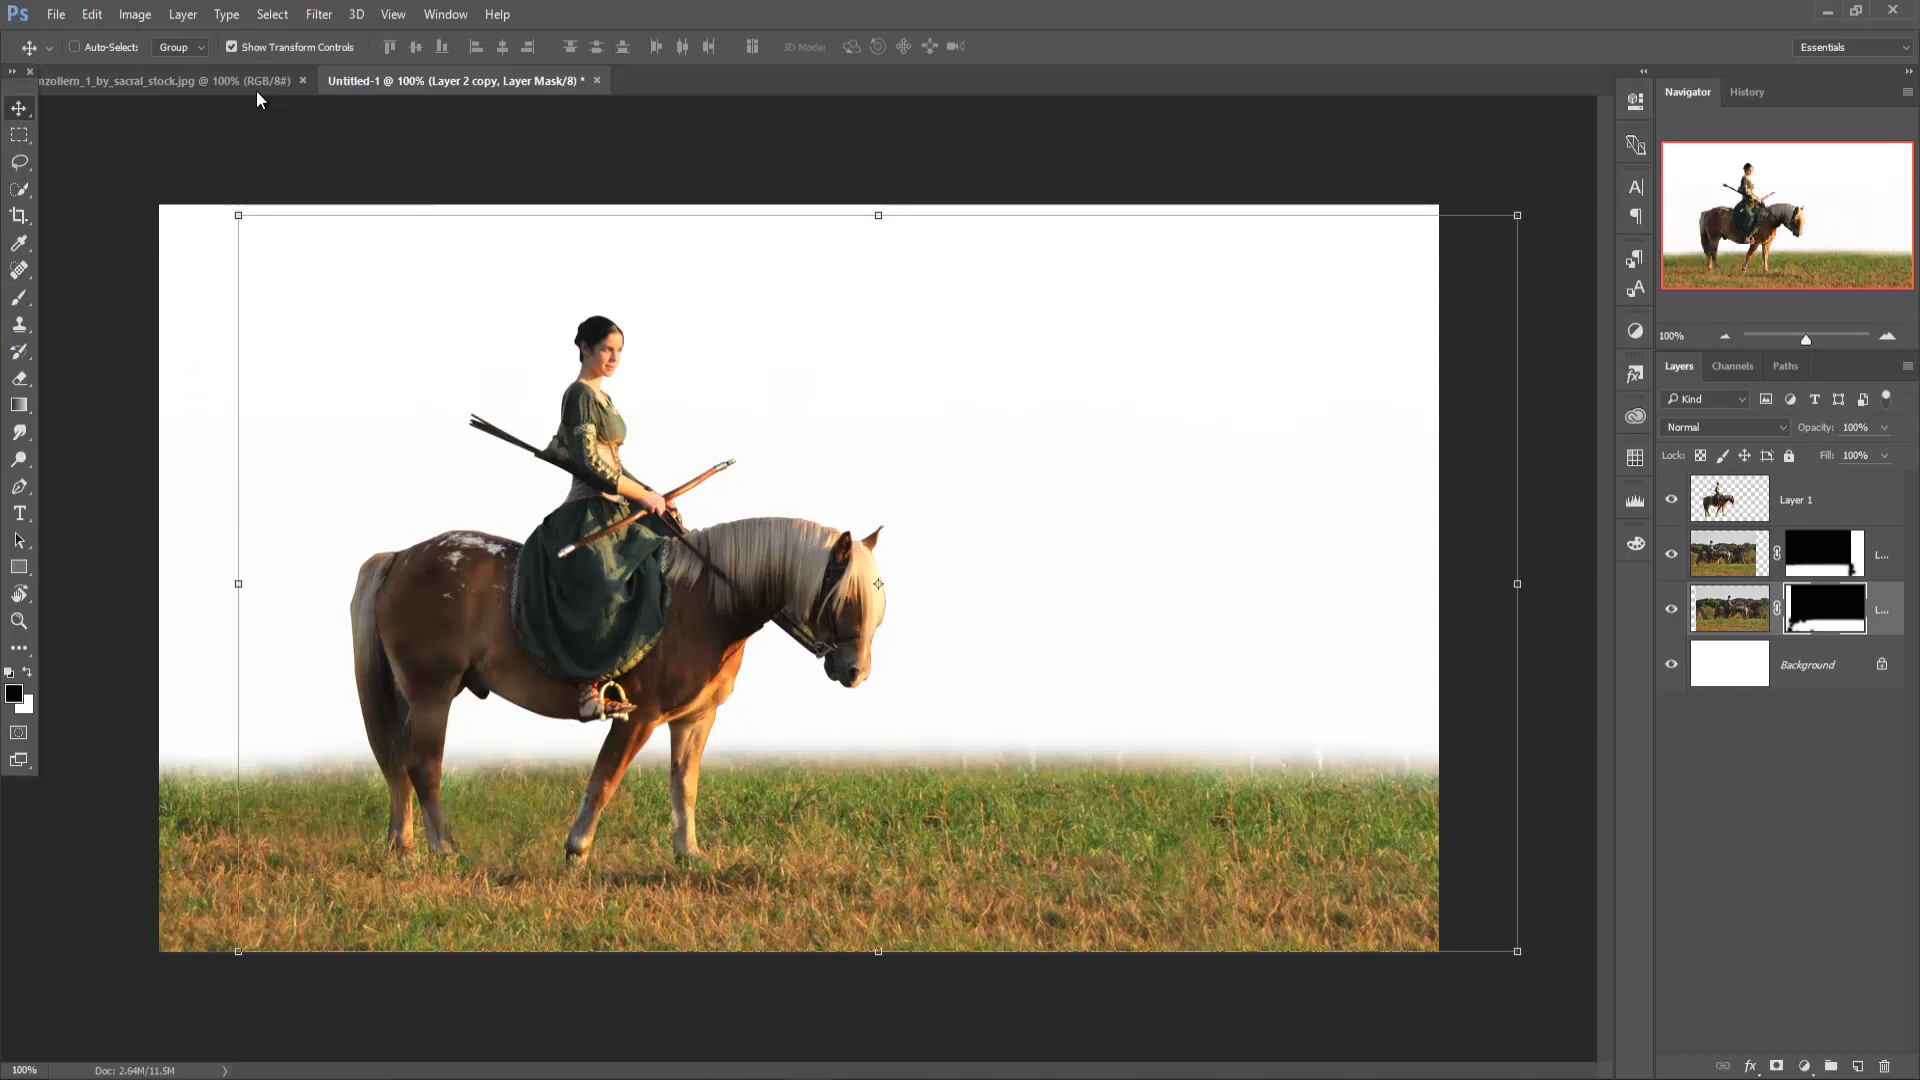 Ps File Edit Image Layer Type Select Filter 3D View Window Help
Auto-Select: Group Show Transform Controls 3D Mode: Essentials
nzollern_1_by_sacral_stock.jpg @ 100% (RGB/8#) × Untitled-1 @ 100% (Layer 2 copy, Layer Mask/8) * ×
Navigator History
100%
Layers Channels Paths
Kind
Normal Opacity: 100%
Lock: Fill: 100%
Layer 1
L...
L...
Background
100% Doc: 2.64M/11.5M